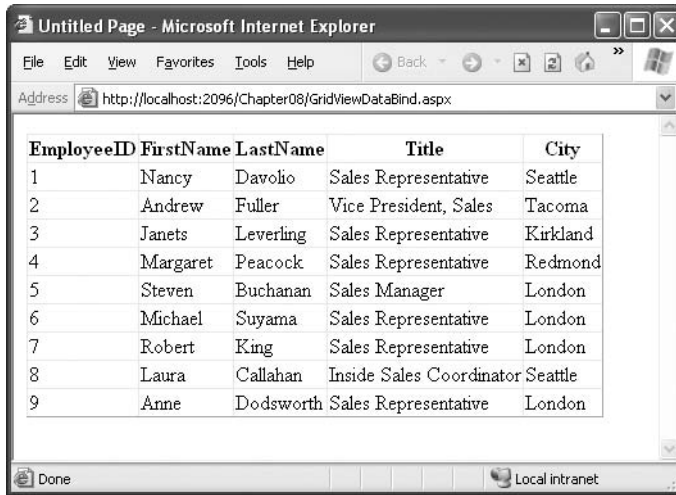 Untitled Page - Microsoft Internet Explorer
File Edit View Favorites Tools Help Back »
Address http://localhost:2096/Chapter08/GridViewDataBind.aspx
EmployeeID FirstName LastName Title City
1 Nancy Davolio Sales Representative Seattle
2 Andrew Fuller Vice President, Sales Tacoma
3 Janets Leverling Sales Representative Kirkland
4 Margaret Peacock Sales Representative Redmond
5 Steven Buchanan Sales Manager London
6 Michael Suyama Sales Representative London
7 Robert King Sales Representative London
8 Laura Callahan Inside Sales Coordinator Seattle
9 Anne Dodsworth Sales Representative London
Done Local intranet